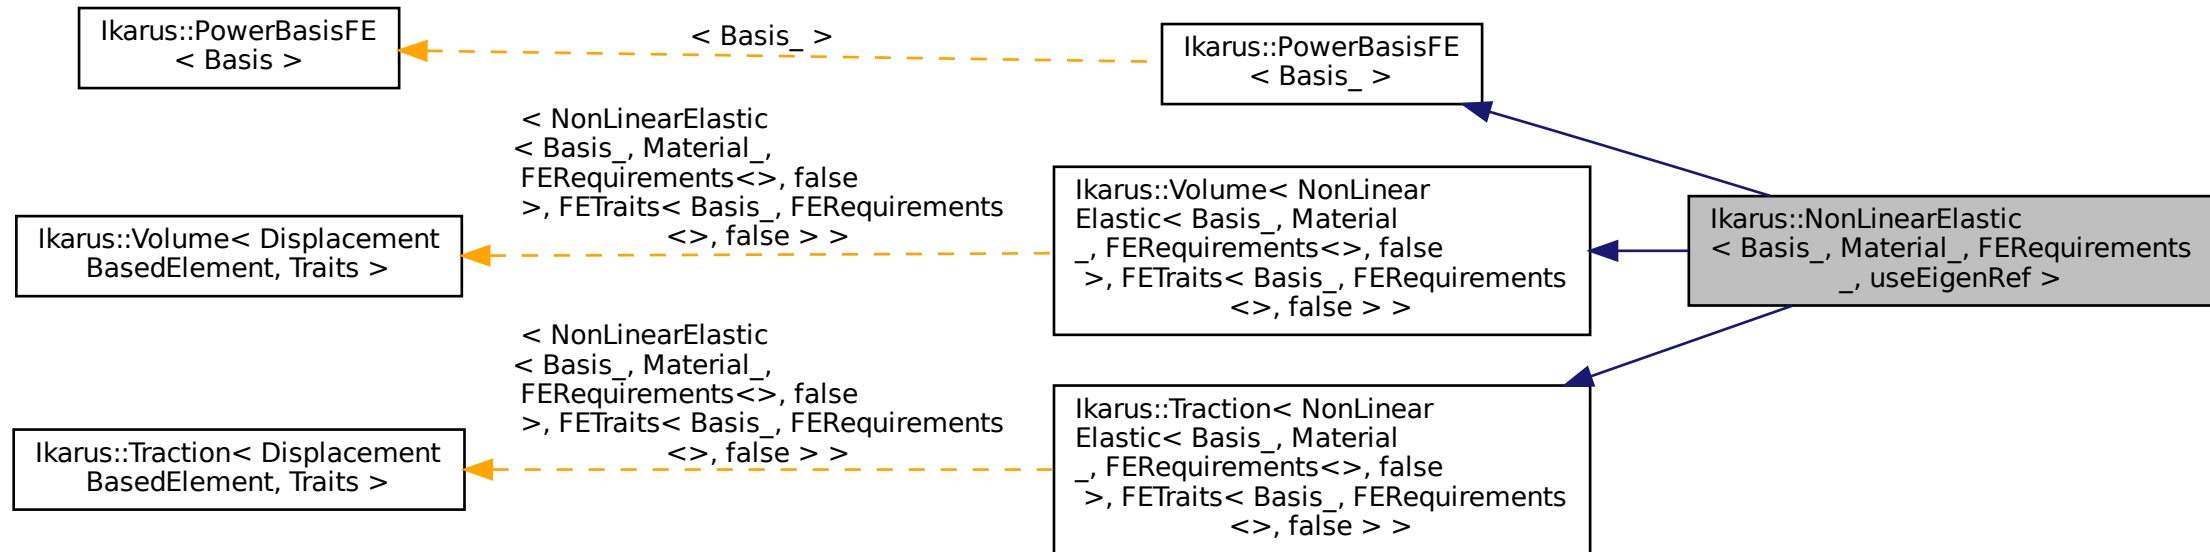 Ikarus::PowerBasisFE
< Basis >
< Basis_ >
Ikarus::PowerBasisFE
< Basis_ >
< NonLinearElastic
< Basis_, Material_,
FERequirements<>, false
>, FETraits< Basis_, FERequirements
<>, false > >
Ikarus::Volume< Displacement
BasedElement, Traits >
Ikarus::Volume< NonLinear
Elastic< Basis_, Material
_, FERequirements<>, false
>, FETraits< Basis_, FERequirements
<>, false > >
Ikarus::NonLinearElastic
< Basis_, Material_, FERequirements
_, useEigenRef >
< NonLinearElastic
< Basis_, Material_,
FERequirements<>, false
>, FETraits< Basis_, FERequirements
<>, false > >
Ikarus::Traction< Displacement
BasedElement, Traits >
Ikarus::Traction< NonLinear
Elastic< Basis_, Material
_, FERequirements<>, false
>, FETraits< Basis_, FERequirements
<>, false > >